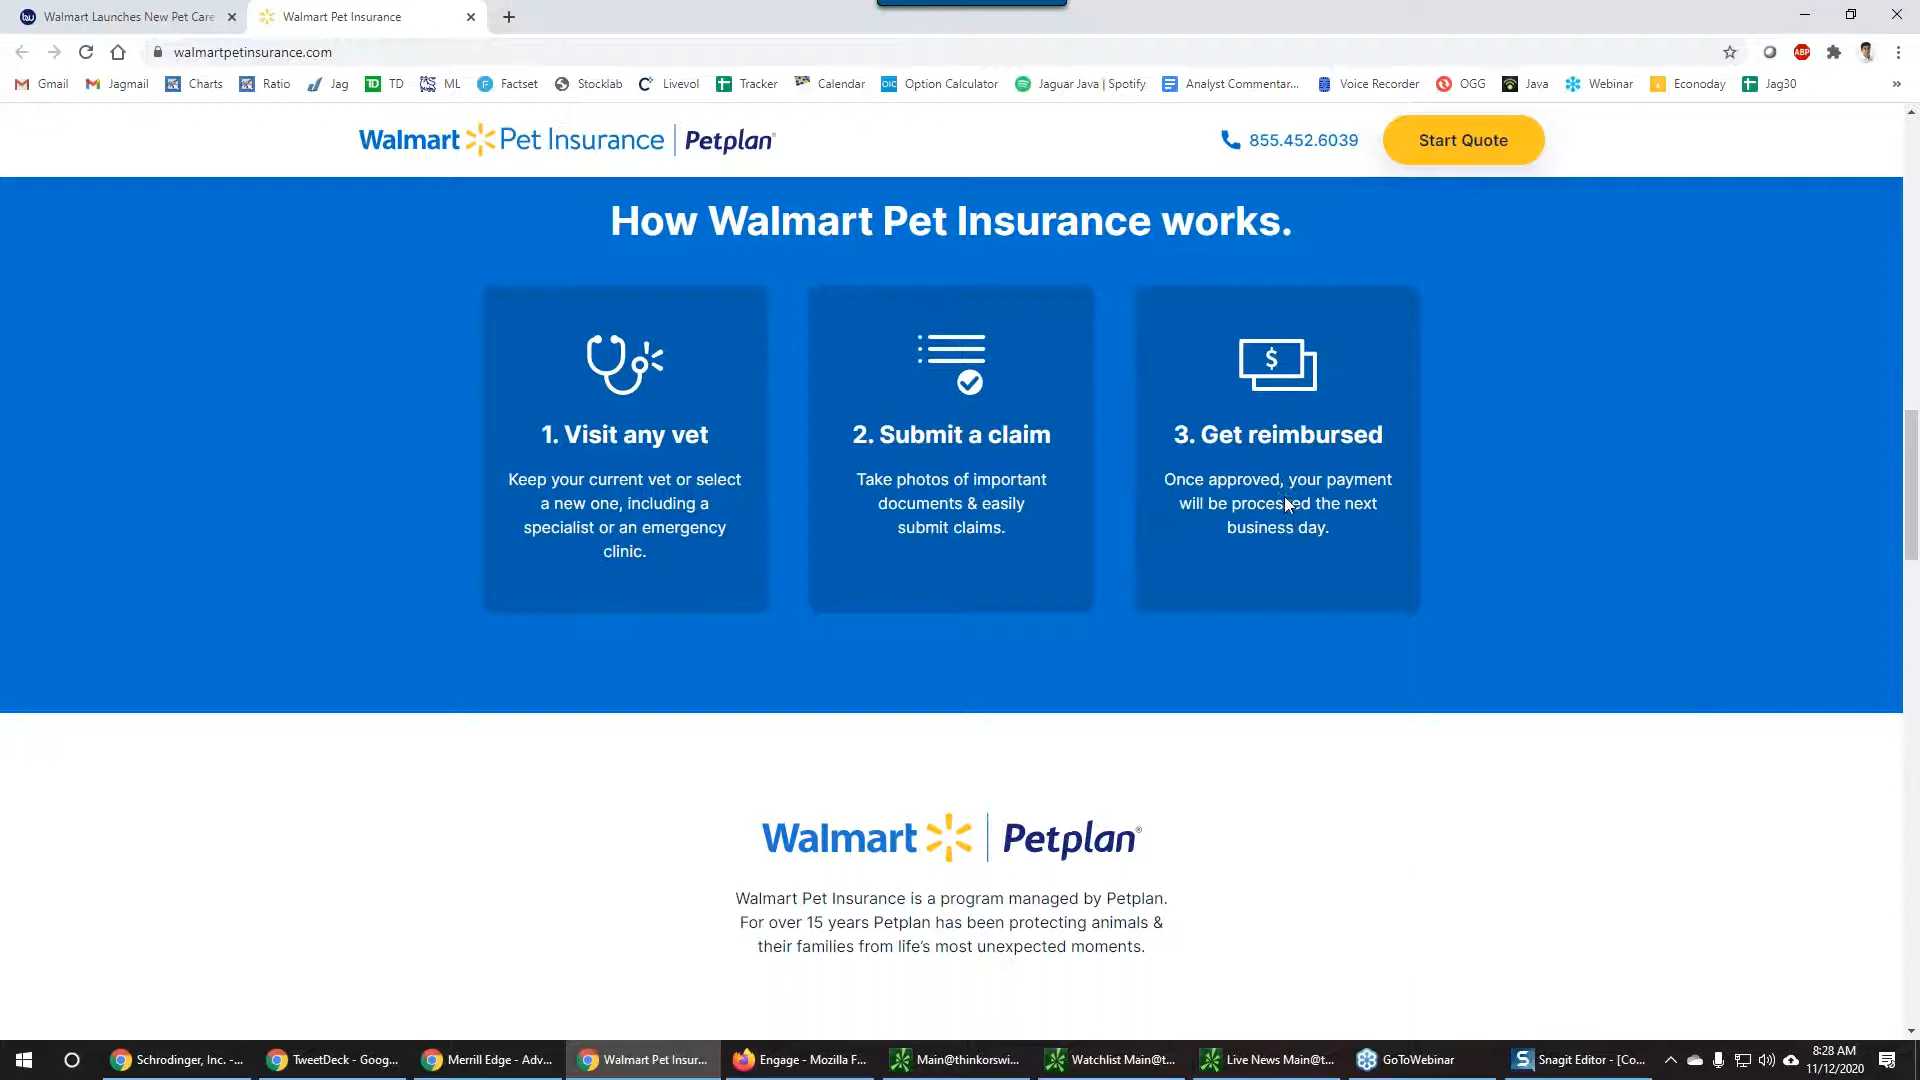 Walmart Launches New Pet Care
Walmart Pet Insurance
walmartpetinsurance.com
ABP
Gmail Jagmail Charts Ratio Jag TD ML Factset Stocklab Livevol Tracker Calendar OIC Option Calculator Jaguar Java | Spotify Analyst Commentar... Voice Recorder OGG Java Webinar Econoday Jag30 »
Walmart Pet Insurance | Petplan®
855.452.6039
Start Quote
How Walmart Pet Insurance works.
1. Visit any vet
Keep your current vet or select
a new one, including a
specialist or an emergency
clinic.
2. Submit a claim
Take photos of important
documents & easily
submit claims.
$
3. Get reimbursed
Once approved, your payment
will be processed the next
business day.
Walmart | Petplan®
Walmart Pet Insurance is a program managed by Petplan.
For over 15 years Petplan has been protecting animals &
their families from life's most unexpected moments.
Schrodinger, Inc. -... TweetDeck - Goog... Merrill Edge - Adv... Walmart Pet Insur... Engage - Mozilla F... Main@thinkorswi... Watchlist Main@t... Live News Main@t... GoToWebinar Snagit Editor - [Co...
8:28 AM
11/12/2020